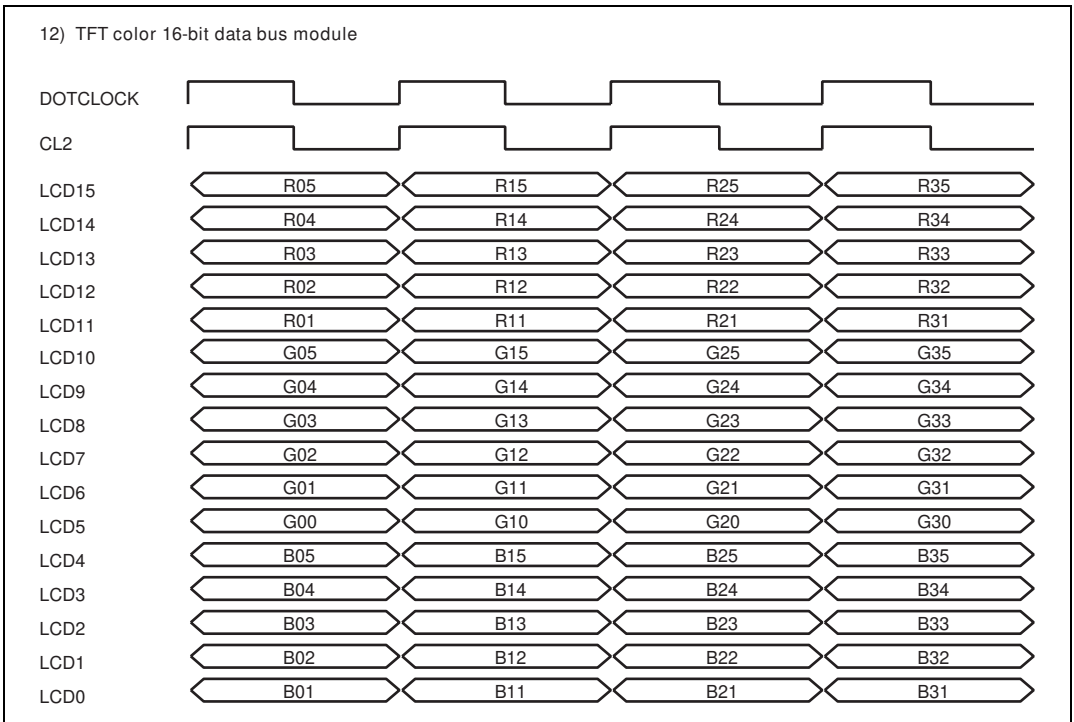 12) TFT color 16-bit data bus module
DOTCLOCK
CL2
LCD15 R05 R15 R25 R35
LCD14 R04 R14 R24 R34
LCD13 R03 R13 R23 R33
LCD12 R02 R12 R22 R32
LCD11 R01 R11 R21 R31
LCD10 G05 G15 G25 G35
LCD9 G04 G14 G24 G34
LCD8 G03 G13 G23 G33
LCD7 G02 G12 G22 G32
LCD6 G01 G11 G21 G31
LCD5 G00 G10 G20 G30
LCD4 B05 B15 B25 B35
LCD3 B04 B14 B24 B34
LCD2 B03 B13 B23 B33
LCD1 B02 B12 B22 B32
LCD0 B01 B11 B21 B31